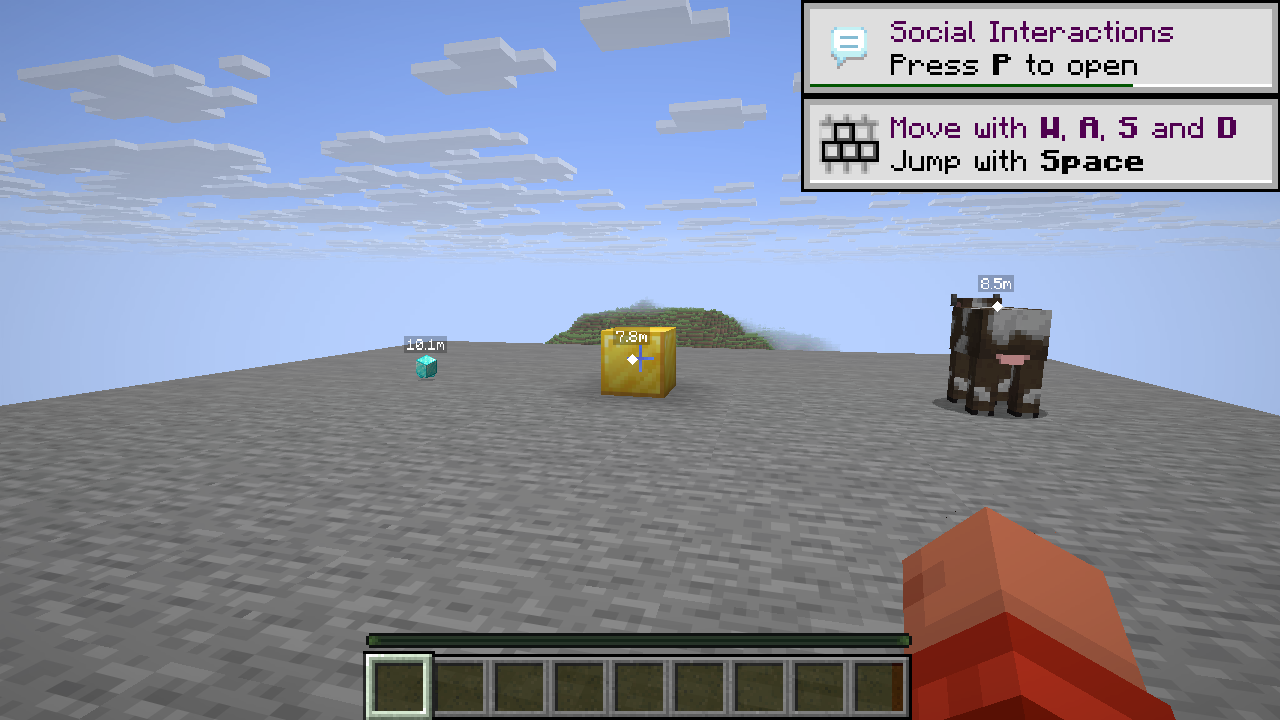 Social Interactions
Press P to open
Move with W, A, S and D
Jump with Space
8.5m
7.8m
10.1m